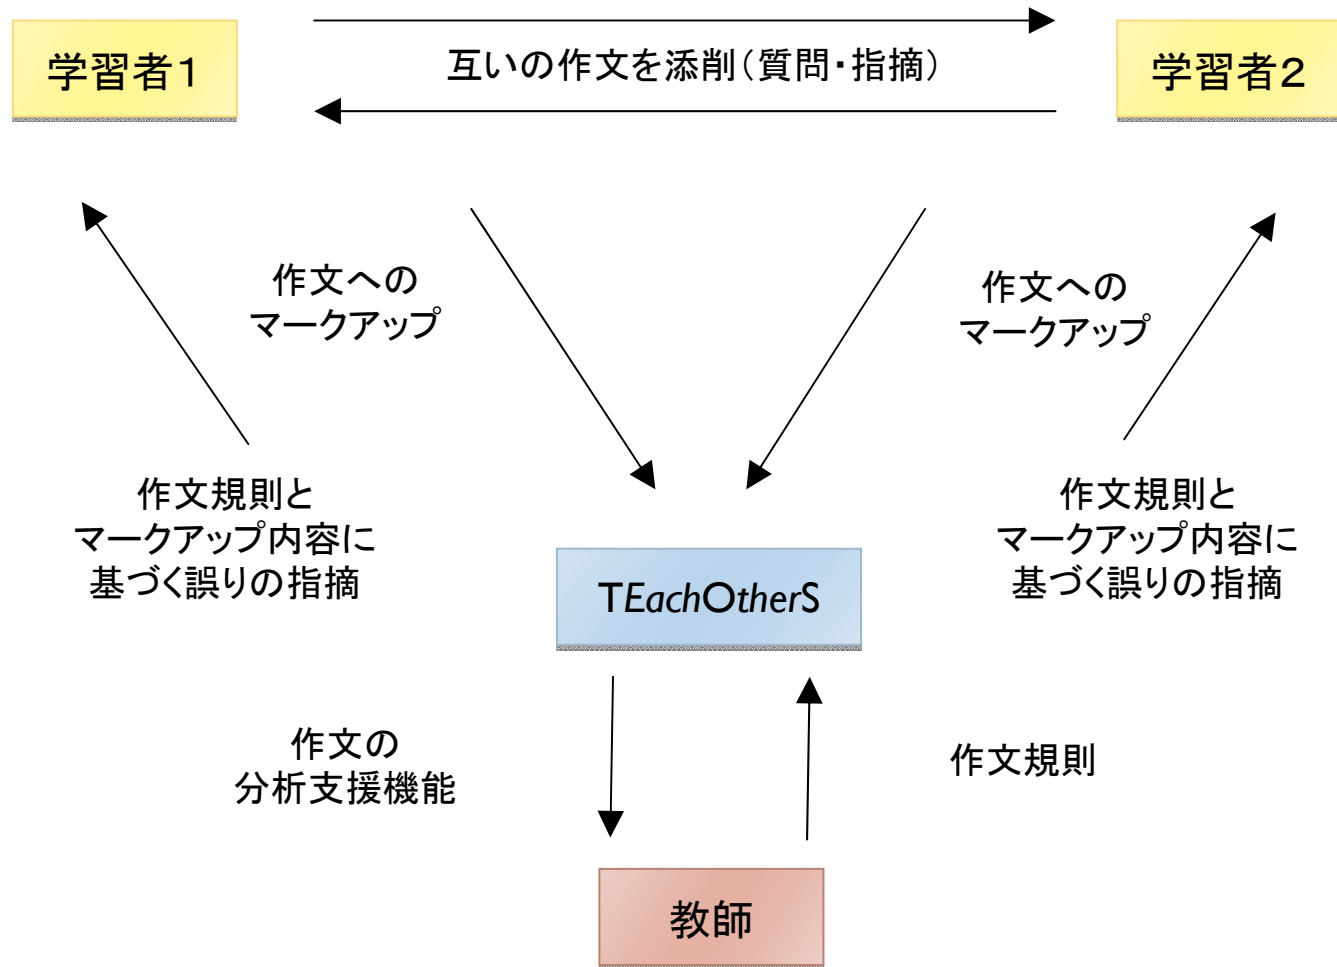 学習者１
互いの作文を添削（質問・指摘）
学習者２
作文への
マークアップ
作文への
マークアップ
作文規則と
マークアップ内容に
基づく誤りの指摘
作文規則と
マークアップ内容に
基づく誤りの指摘
TEachOtherS
作文の
分析支援機能
作文規則
教師